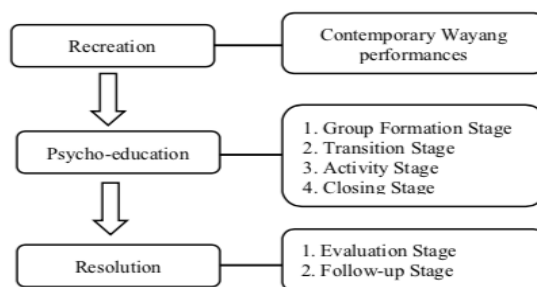 Recreation
Contemporary Wayang
performances
Psycho-education
1. Group Formation Stage
2. Transition Stage
3. Activity Stage
4. Closing Stage
Resolution
1. Evaluation Stage
2. Follow-up Stage